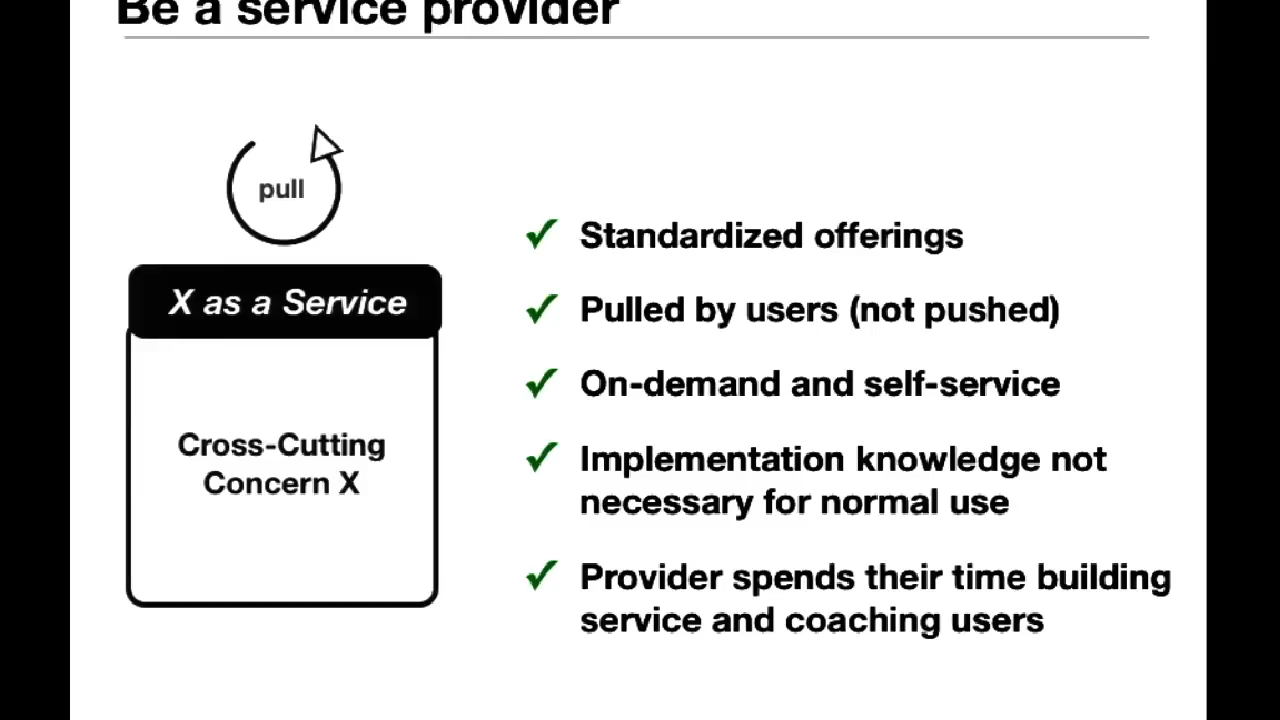 Be a service provider
pull
X as a Service
Cross-Cutting
Concern X
Standardized offerings
Pulled by users (not pushed)
On-demand and self-service
Implementation knowledge not
necessary for normal use
Provider spends their time building
service and coaching users